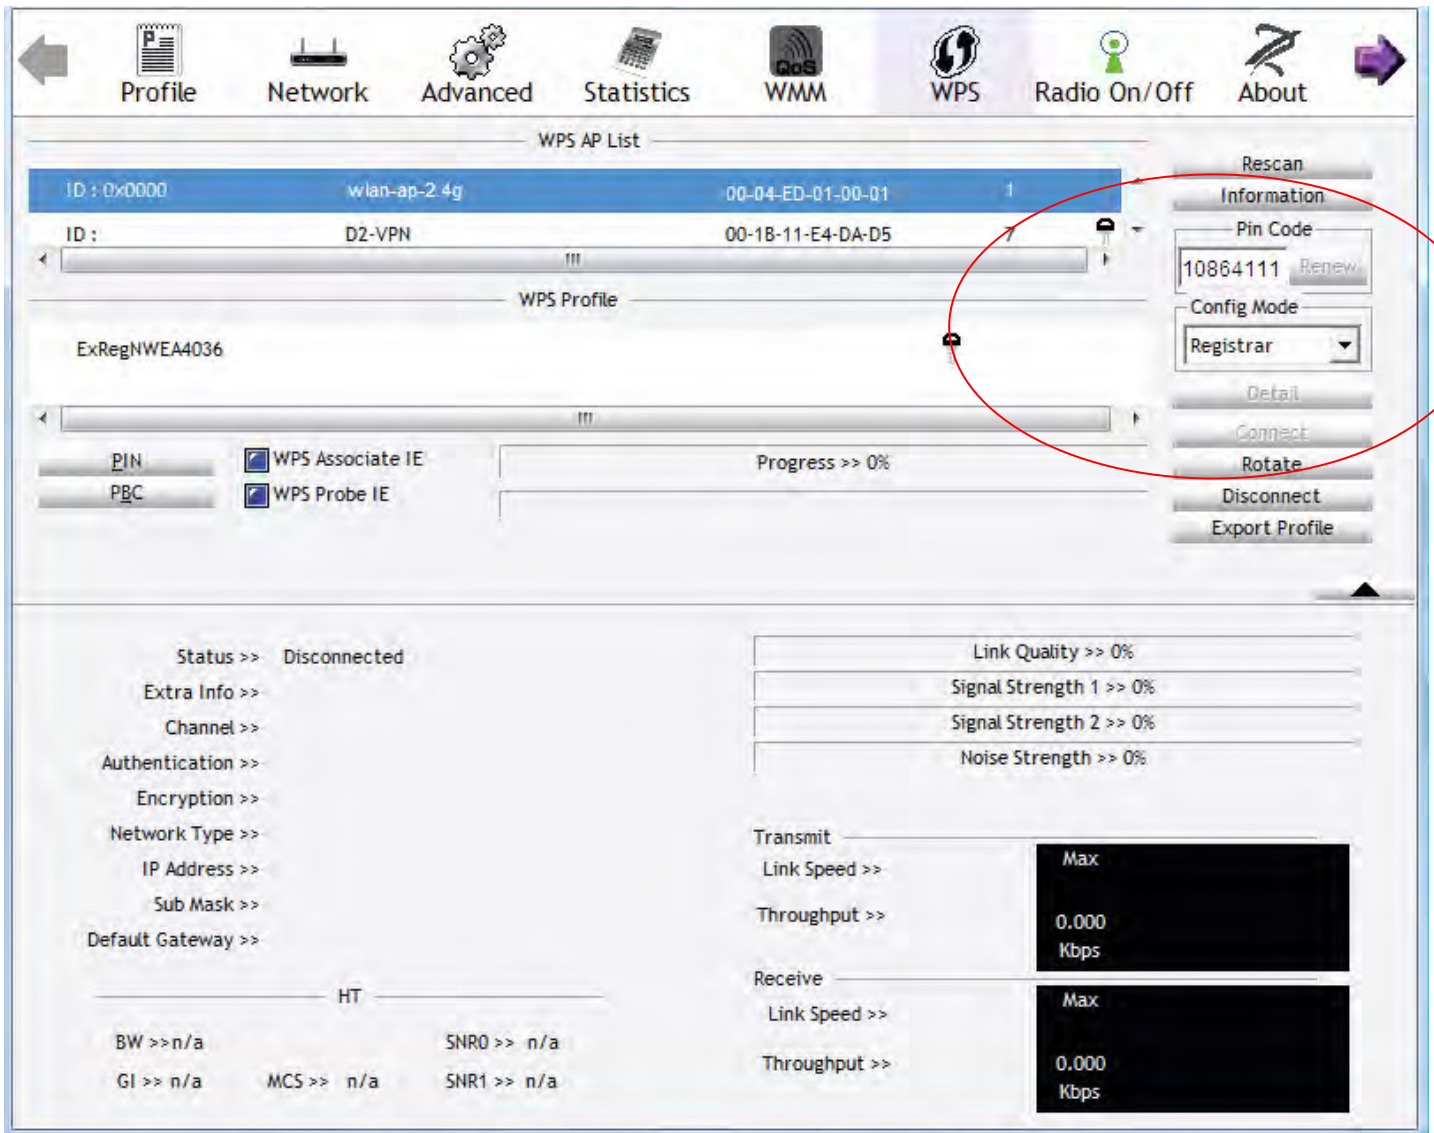 Profile Network Advanced Statistics QoS WMM WPS Radio On/Off About
WPS AP List
ID : 0x0000 wlan-ap-2.4g 00-04-ED-01-00-01 1
ID : D2-VPN 00-1B-11-E4-DA-D5 7
WPS Profile
ExRegNWEA4036
PIN
PBC
WPS Associate IE
WPS Probe IE
Progress >> 0%
Rescan
Information
Pin Code
10864111 Renew
Config Mode
Registrar
Detail
Connect
Rotate
Disconnect
Export Profile
Status >> Disconnected
Extra Info >>
Channel >>
Authentication >>
Encryption >>
Network Type >>
IP Address >>
Sub Mask >>
Default Gateway >>
HT
BW >>n/a SNR0 >> n/a
GI >> n/a MCS >> n/a SNR1 >> n/a
Link Quality >> 0%
Signal Strength 1 >> 0%
Signal Strength 2 >> 0%
Noise Strength >> 0%
Transmit
Link Speed >> Max
Throughput >> 0.000
Kbps
Receive
Link Speed >> Max
Throughput >> 0.000
Kbps